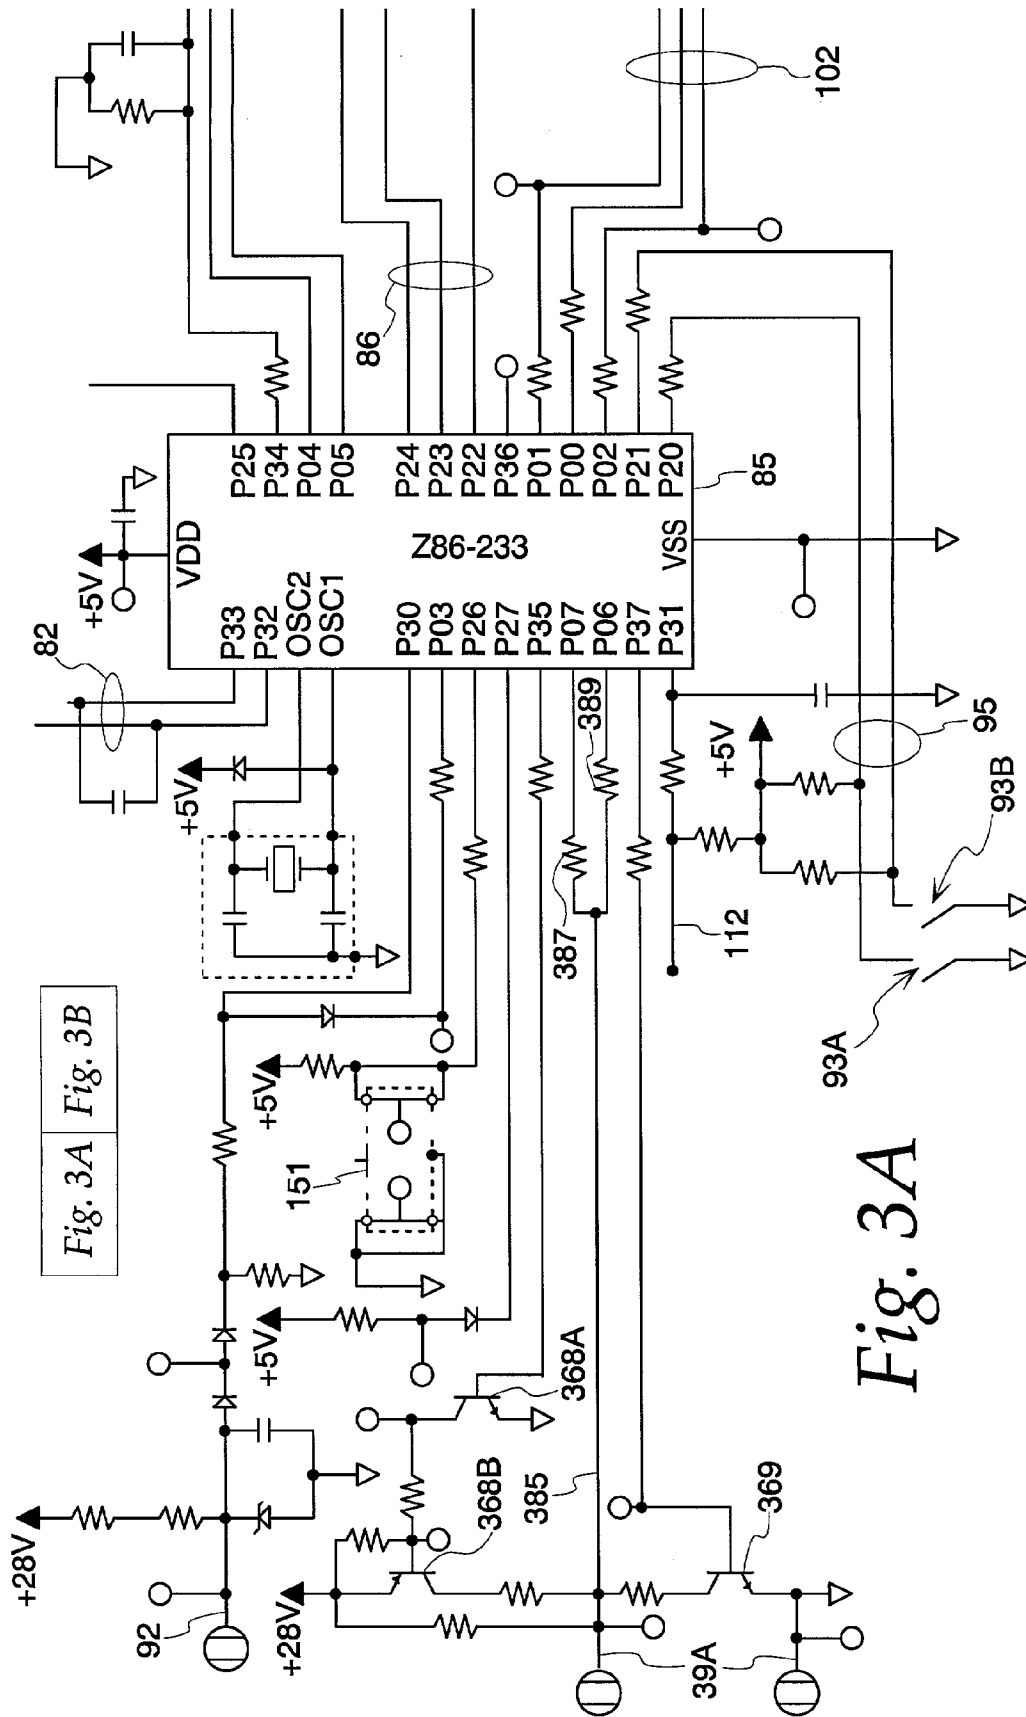 Fig. 3A Fig. 3B
+5V
VDD
82
P33
P32
OSC2
OSC1
P30
P03
P26
P27
P35
P07
P06
P37
P31
Z86-233
VSS
P25
P34
P04
P05
P24
P23
P22
P36
P01
P00
P02
P21
P20
85
86
102
+5V
+5V
151
+5V
+28V
92
+28V
368B
368A
385
387
389
369
39A
112
+5V
95
93B
93A
Fig. 3A